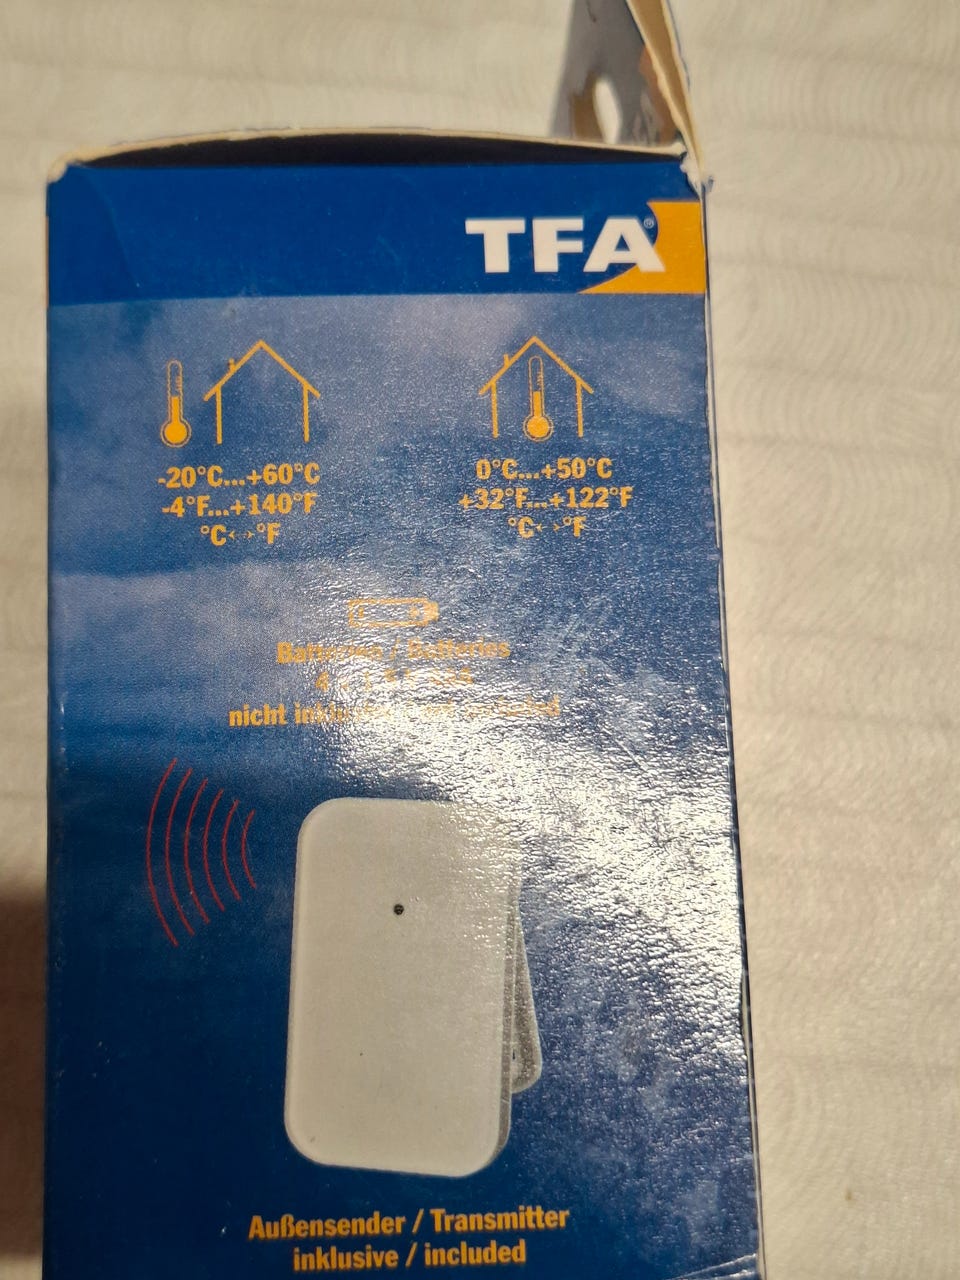 TFA®
-20°C...+60°C
-4°F...+140°F
°C<->°F
0°C...+50°C
+32°F...+122°F
°C<->°F
Batterien / Batteries
nicht
Außensender / Transmitter
inklusive / included